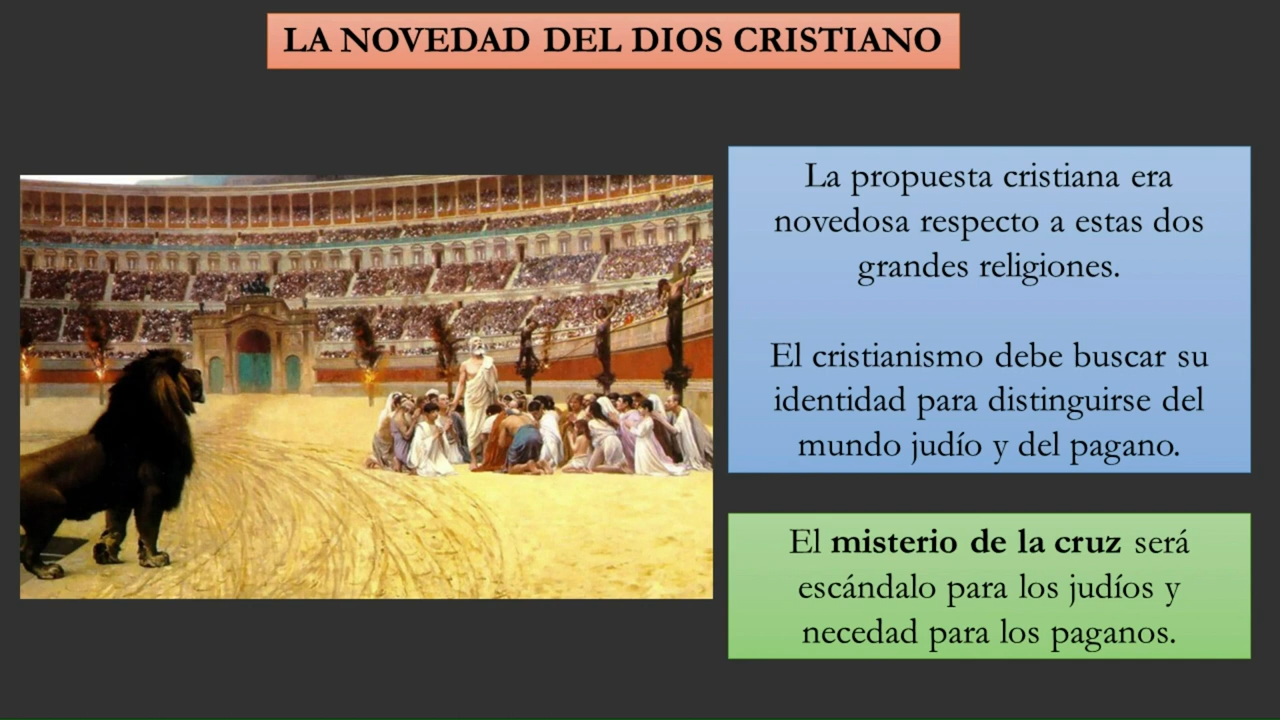 LA NOVEDAD DEL DIOS CRISTIANO
La propuesta cristiana era
novedosa respecto a estas dos
grandes religiones.
El cristianismo debe buscar su
identidad para distinguirse del
mundo judío y del pagano.
El misterio de la cruz será
escándalo para los judíos y
necedad para los paganos.